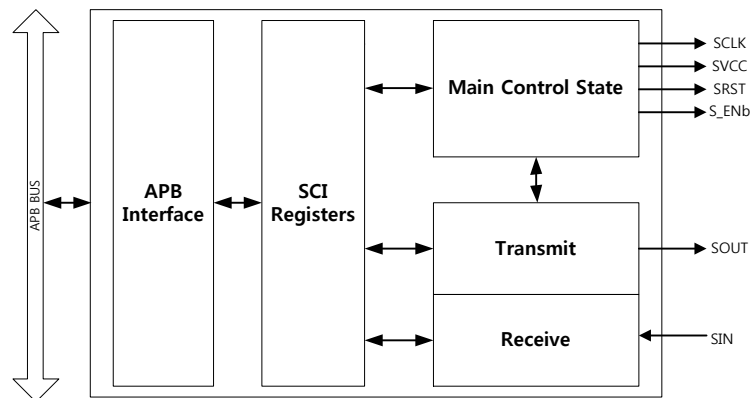 APB BUS
APB
Interface
SCI
Registers
Main Control State
Transmit
Receive
SCLK
SVCC
SRST
S_ENb
SOUT
SIN